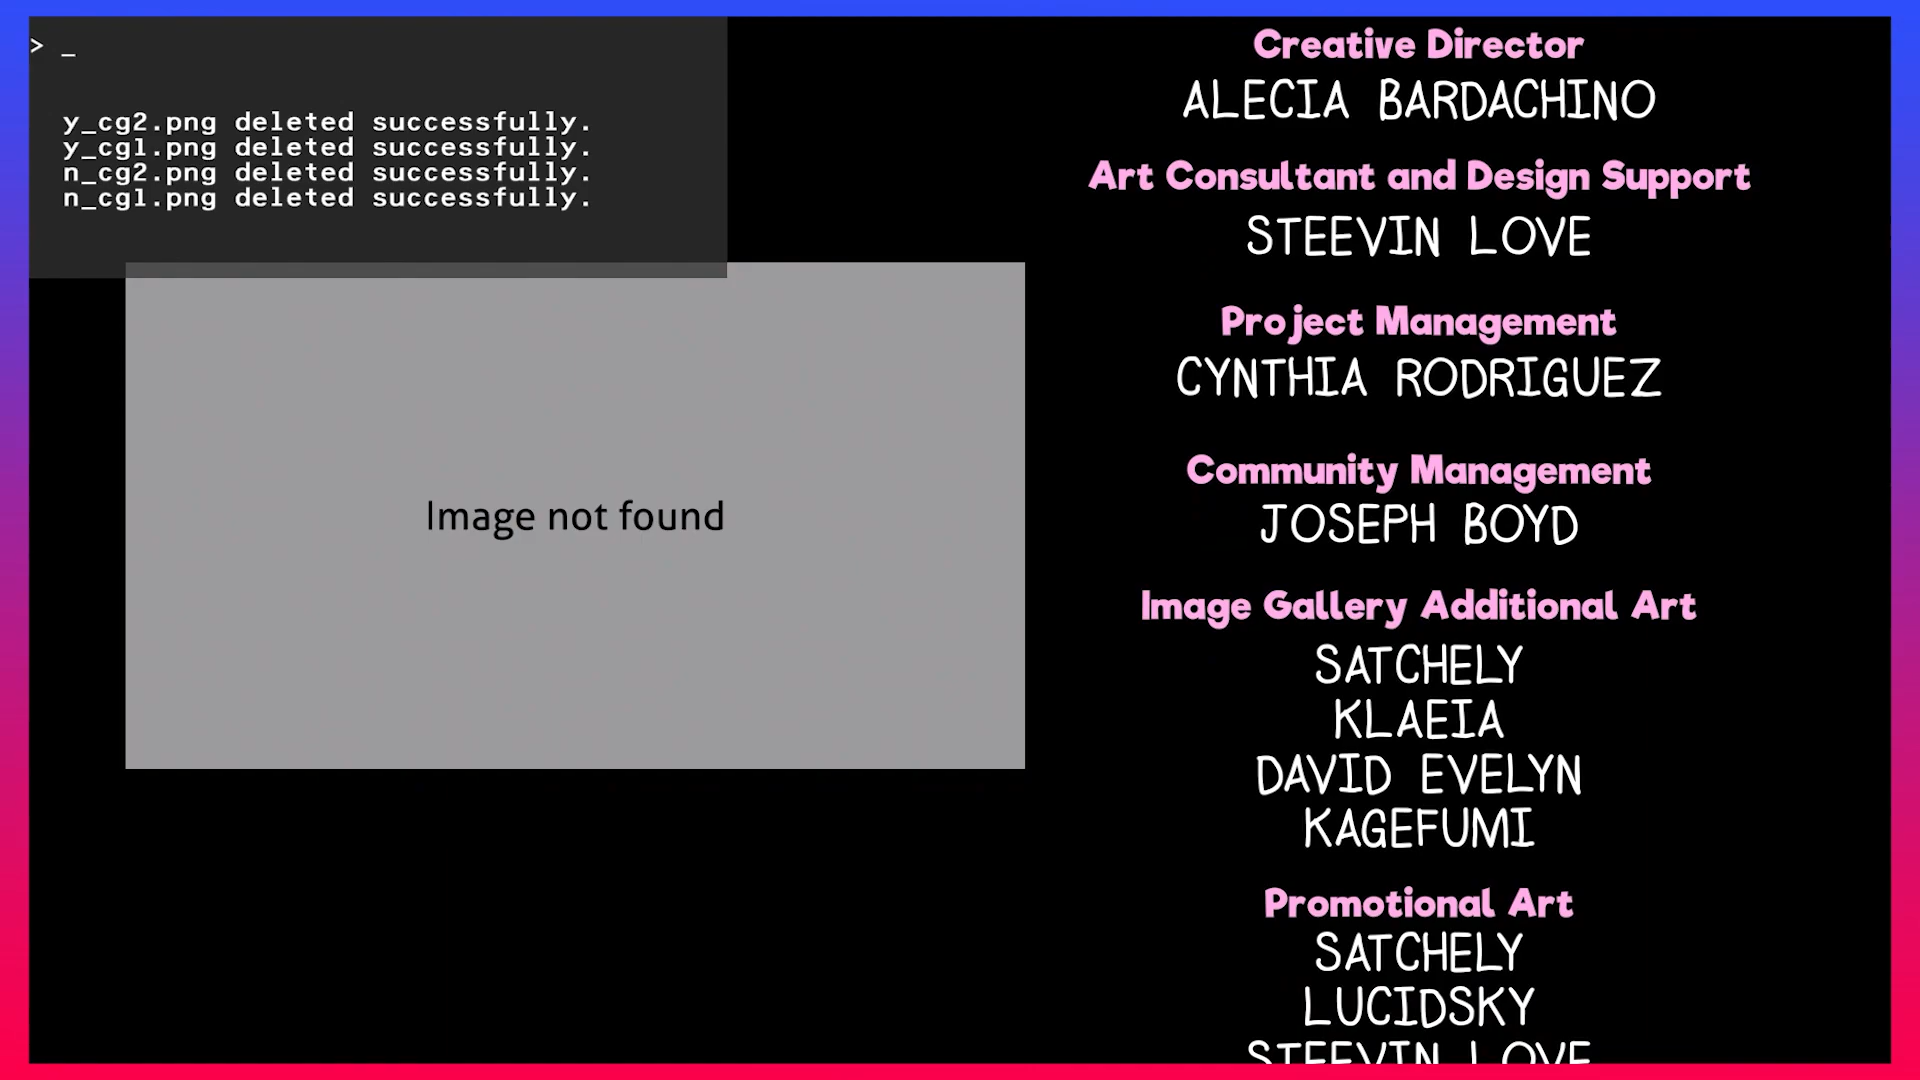 > _
y_cg2.png deleted successfully.
y_cg1.png deleted successfully.
n_cg2.png deleted successfully.
n_cg1.png deleted successfully.
Image not found
Creative Director
ALECIA BARDACHINO
Art Consultant and Design Support
STEEVIN LOVE
Project Management
CYNTHIA RODRIGUEZ
Community Management
JOSEPH BOYD
Image Gallery Additional Art
SATCHELY
KLAEIA
DAVID EVELYN
KAGEFUMI
Promotional Art
SATCHELY
LUCIDSKY
STEEVIN LOVE